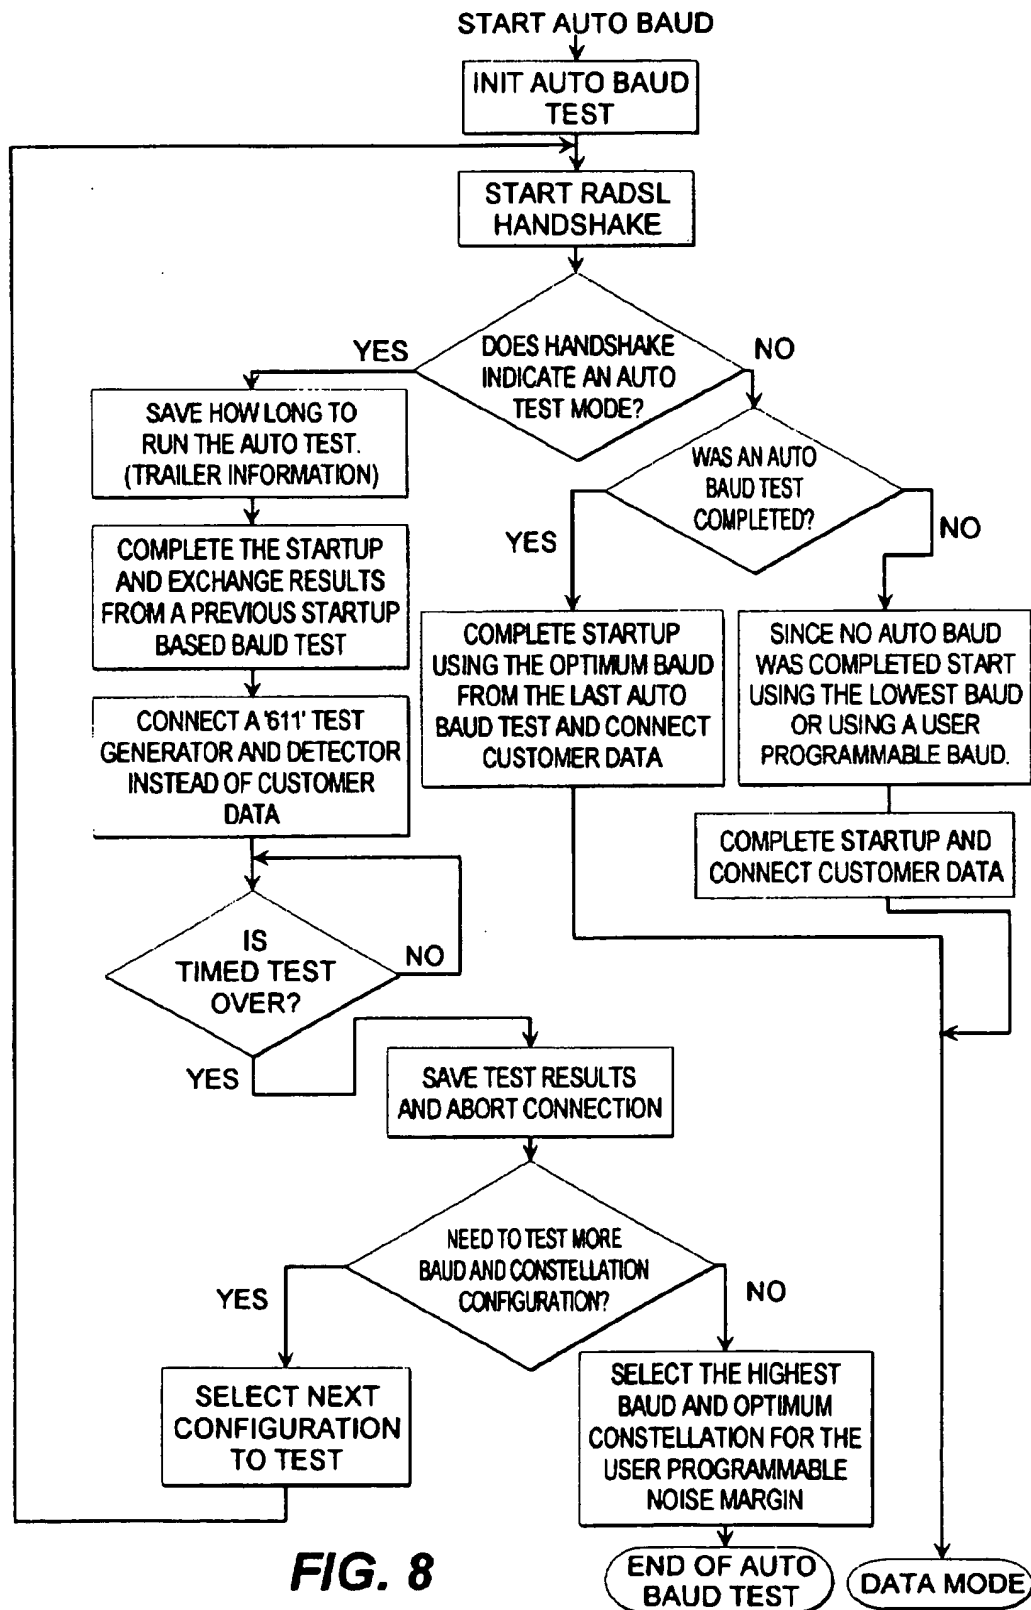 START AUTO BAUD
INIT AUTO BAUD
TEST
START RADSL
HANDSHAKE
DOES HANDSHAKE
INDICATE AN AUTO
TEST MODE?
YES
NO
SAVE HOW LONG TO
RUN THE AUTO TEST.
(TRAILER INFORMATION)
WAS AN AUTO
BAUD TEST
COMPLETED?
YES
NO
COMPLETE THE STARTUP
AND EXCHANGE RESULTS
FROM A PREVIOUS STARTUP
BASED BAUD TEST
COMPLETE STARTUP
USING THE OPTIMUM BAUD
FROM THE LAST AUTO
BAUD TEST AND CONNECT
CUSTOMER DATA
SINCE NO AUTO BAUD
WAS COMPLETED START
USING THE LOWEST BAUD
OR USING A USER
PROGRAMMABLE BAUD.
CONNECT A '611' TEST
GENERATOR AND DETECTOR
INSTEAD OF CUSTOMER
DATA
COMPLETE STARTUP AND
CONNECT CUSTOMER DATA
IS
TIMED TEST
OVER?
NO
YES
SAVE TEST RESULTS
AND ABORT CONNECTION
NEED TO TEST MORE
BAUD AND CONSTELLATION
CONFIGURATION?
YES
NO
SELECT NEXT
CONFIGURATION
TO TEST
SELECT THE HIGHEST
BAUD AND OPTIMUM
CONSTELLATION FOR THE
USER PROGRAMMABLE
NOISE MARGIN
END OF AUTO
BAUD TEST
DATA MODE
FIG. 8